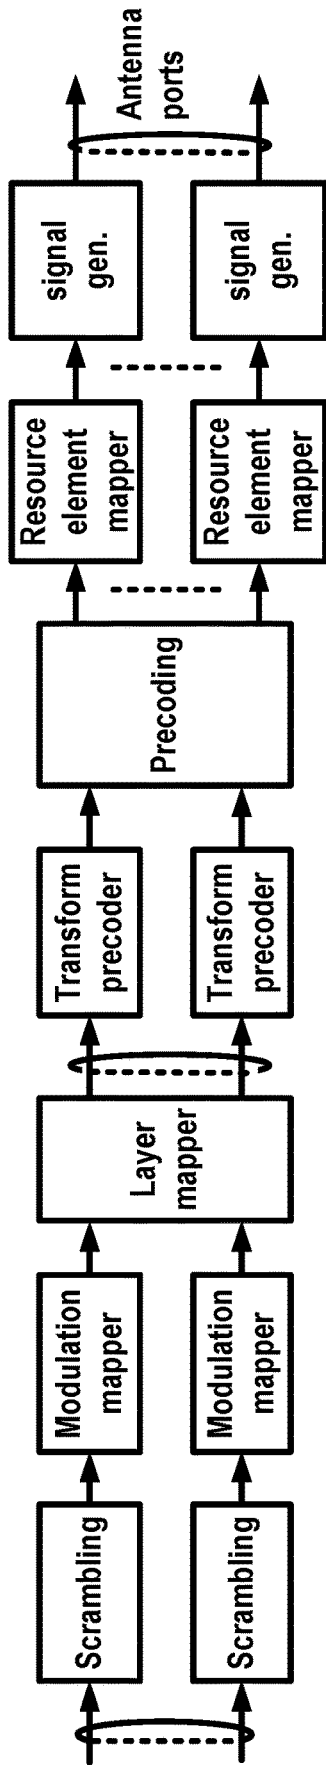 Scrambling
Scrambling
Modulation
mapper
Modulation
mapper
Layer
mapper
Transform
precoder
Transform
precoder
Precoding
Resource
element
mapper
Resource
element
mapper
signal
gen.
signal
gen.
Antenna
ports